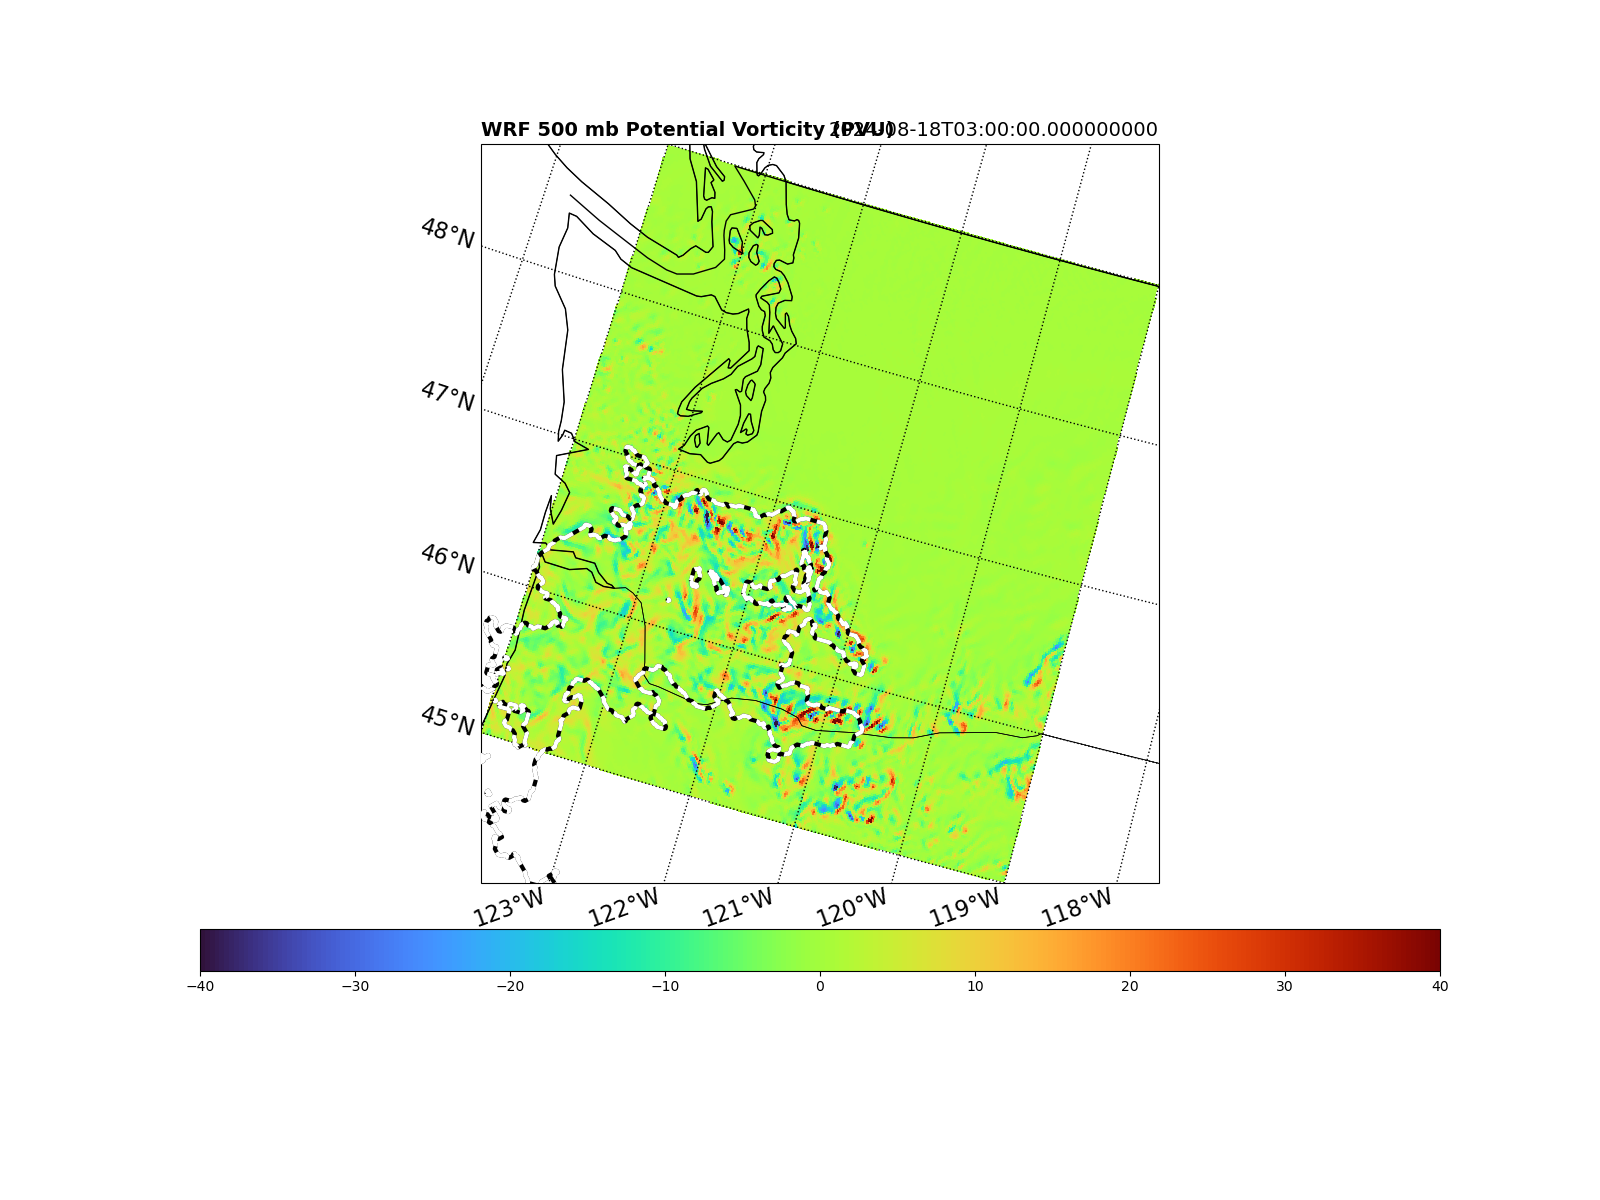 WRF 500 mb Potential Vorticity (PVU) 2024-08-18T03:00:00.000000000
48°N
47°N
46°N
45°N
123°W 122°W 121°W 120°W 119°W 118°W
−40 −30 −20 −10 0 10 20 30 40